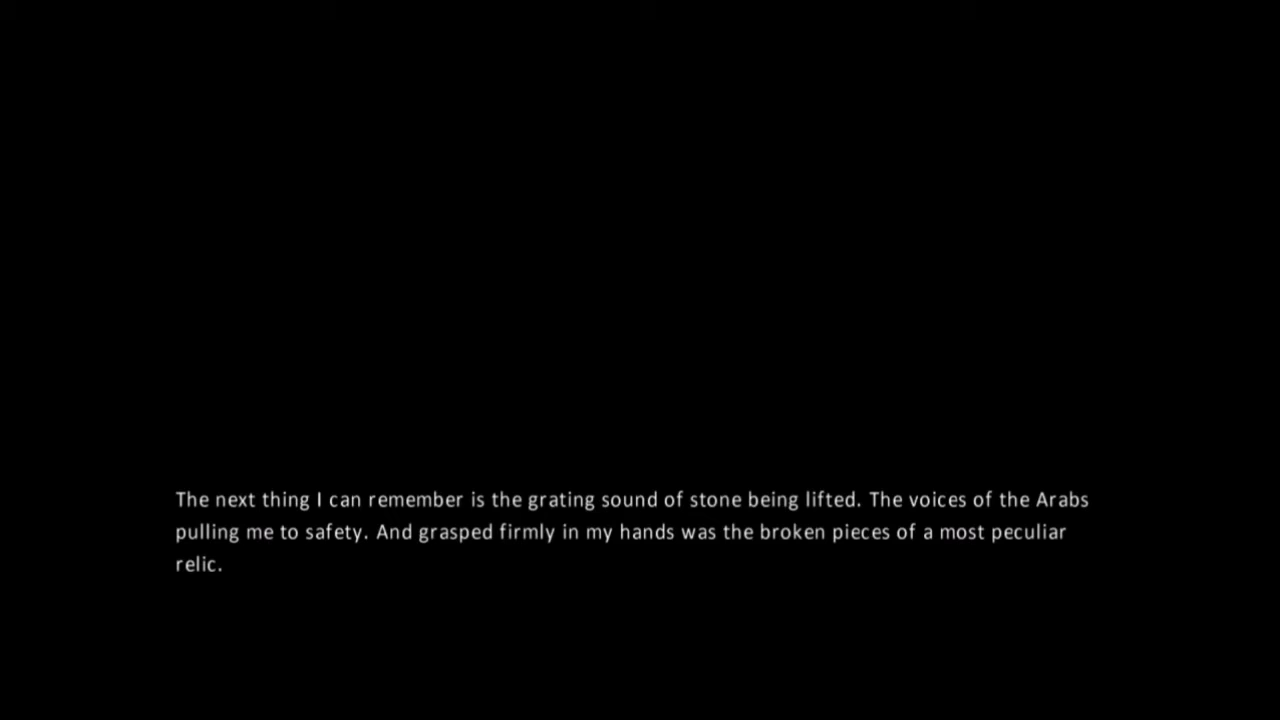 The next thing I can remember is the grating sound of stone being lifted. The voices of the Arabs
pulling me to safety. And grasped firmly in my hands was the broken pieces of a most peculiar
relic.